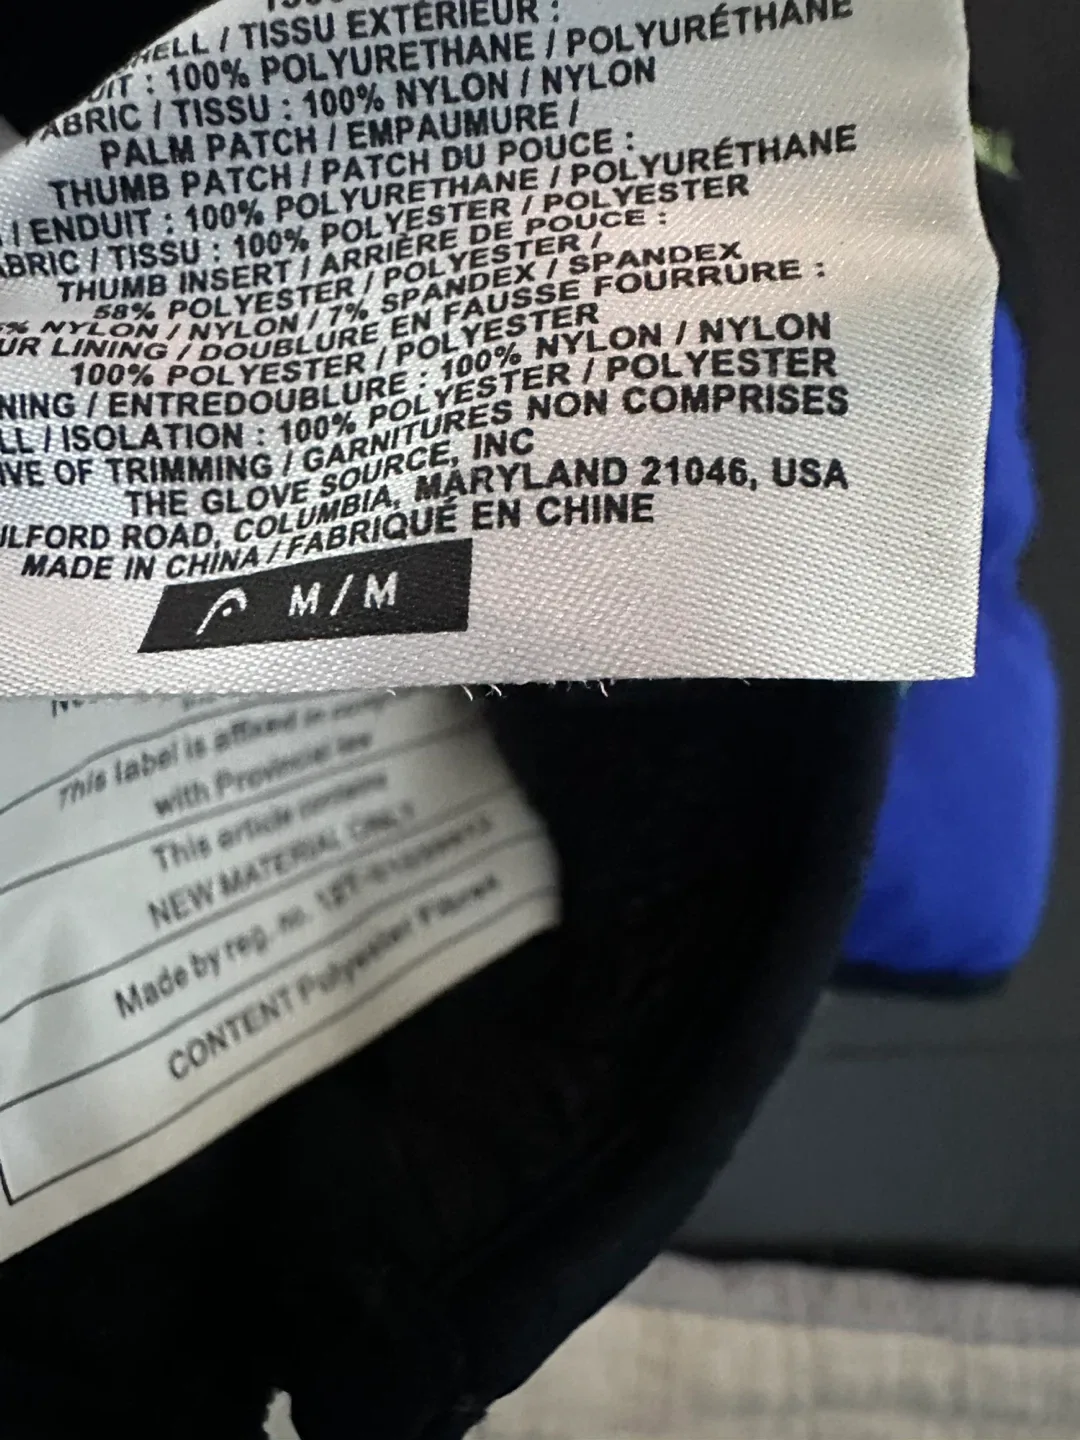 HELL / TISSU EXTÉRIEUR :
UIT : 100% POLYURETHANE / POLYURÉTHANE
ABRIC / TISSU : 100% NYLON / NYLON
PALM PATCH / EMPAUMURE /
THUMB PATCH / PATCH DU POUCE :
/ ENDUIT : 100% POLYURETHANE / POLYURÉTHANE
ABRIC / TISSU : 100% POLYESTER / POLYESTER
THUMB INSERT / ARRIÈRE DE POUCE :
58% POLYESTER / POLYESTER /
% NYLON / NYLON / 7% SPANDEX / SPANDEX
UR LINING / DOUBLURE EN FAUSSE FOURRURE :
100% POLYESTER / POLYESTER
NING / ENTREDOUBLURE : 100% NYLON / NYLON
LL / ISOLATION : 100% POLYESTER / POLYESTER
IVE OF TRIMMING / GARNITURES NON COMPRISES
THE GLOVE SOURCE, INC
ULFORD ROAD, COLUMBIA, MARYLAND 21046, USA
MADE IN CHINA / FABRIQUÉ EN CHINE
M / M
This label is affixed in
with Provincial law
This article contains
NEW MATERIAL ONLY
Made by reg. no.
CONTENT Polyester Fibres